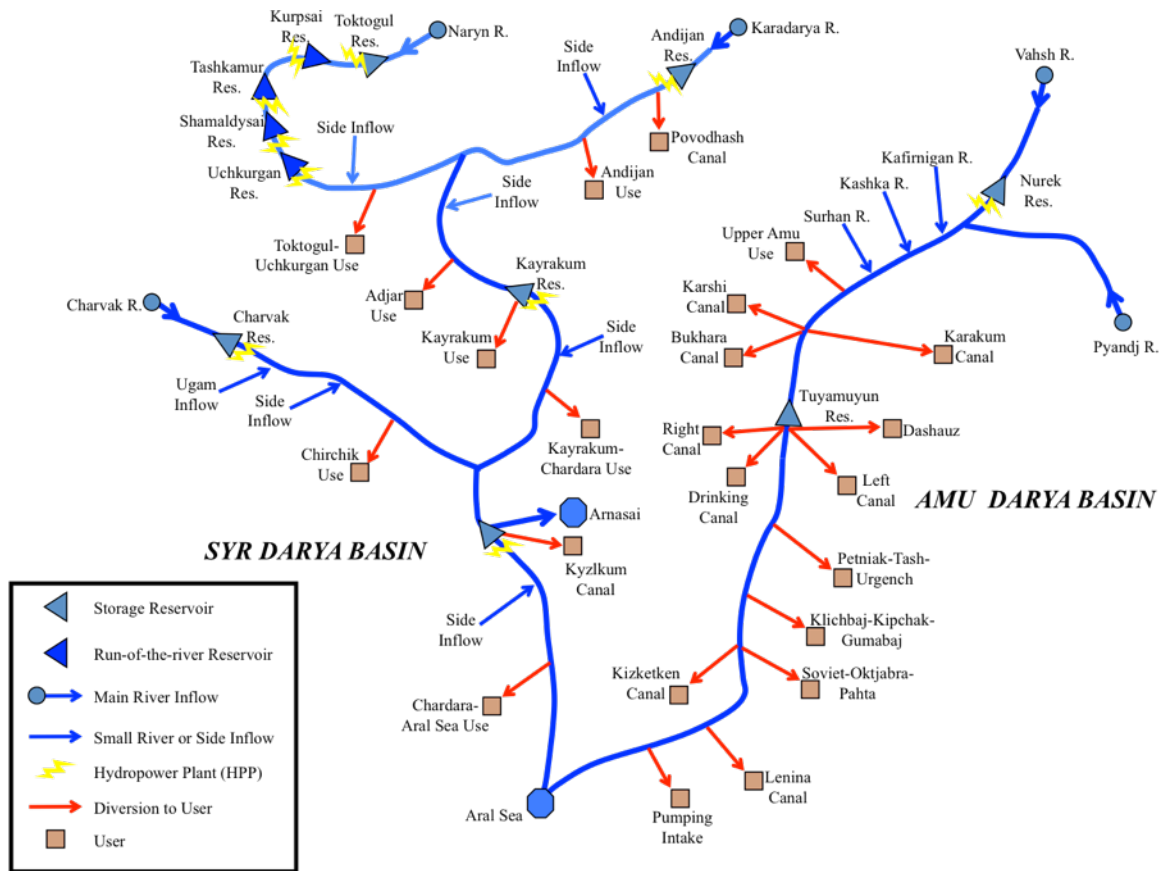 Kurpsai
Res.
Toktogul
Res.
Naryn R.
Tashkamur
Res.
Shamaldysai
Res.
Uchkurgan
Res.
Side Inflow
Side
Inflow
Andijan
Res.
Karadarya R.
Povodhash
Canal
Andijan
Use
Side
Inflow
Toktogul-
Uchkurgan Use
Adjar
Use
Kayrakum
Res.
Kayrakum
Use
Side
Inflow
Kayrakum-
Chardara Use
Charvak R.
Charvak
Res.
Ugam
Inflow
Side
Inflow
Chirchik
Use
Arnasai
Kyzlkum
Canal
SYR DARYA BASIN
Side
Inflow
Chardara-
Aral Sea Use
Aral Sea
Vahsh R.
Kafirnigan R.
Kashka R.
Surhan R.
Nurek
Res.
Pyandj R.
Upper Amu
Use
Karshi
Canal
Bukhara
Canal
Karakum
Canal
Tuyamuyun
Res.
Right
Canal
Dashauz
Drinking
Canal
Left
Canal
AMU DARYA BASIN
Petniak-Tash-
Urgench
Klichbaj-Kipchak-
Gumabaj
Kizketken
Canal
Soviet-Oktjabra-
Pahta
Lenina
Canal
Pumping
Intake
Storage Reservoir
Run-of-the-river Reservoir
Main River Inflow
Small River or Side Inflow
Hydropower Plant (HPP)
Diversion to User
User